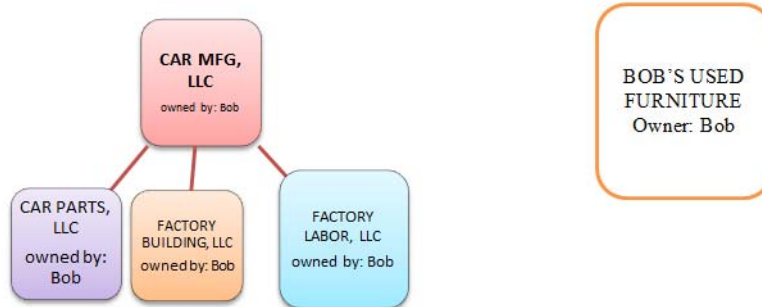 CAR MFG,
LLC
owned by: Bob
BOB’S USED
FURNITURE
Owner: Bob
CAR PARTS,
LLC
owned by:
Bob
FACTORY
BUILDING, LLC
owned by: Bob
FACTORY
LABOR, LLC
owned by: Bob